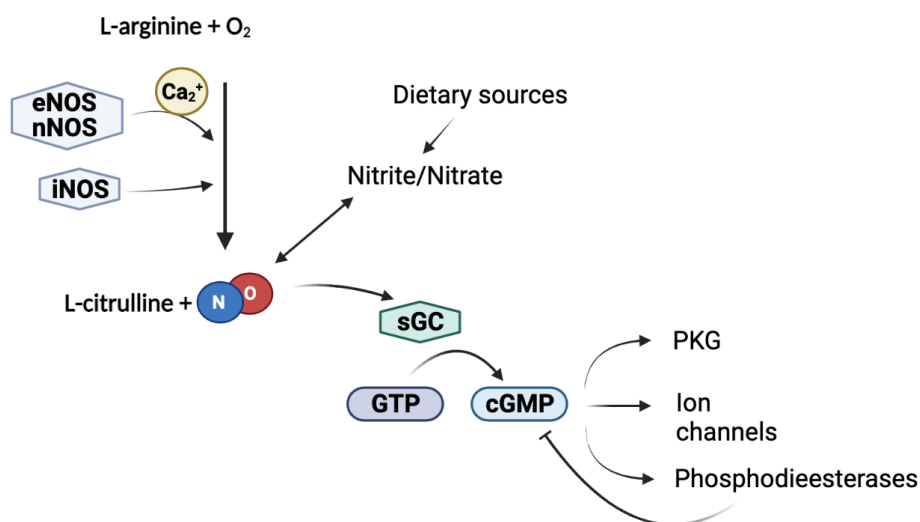 L-arginine + O₂
Ca₂⁺
eNOS
nNOS
Dietary sources
iNOS
Nitrite/Nitrate
L-citrulline +
N
O
sGC
PKG
GTP
cGMP
Ion
channels
Phosphodieesterases